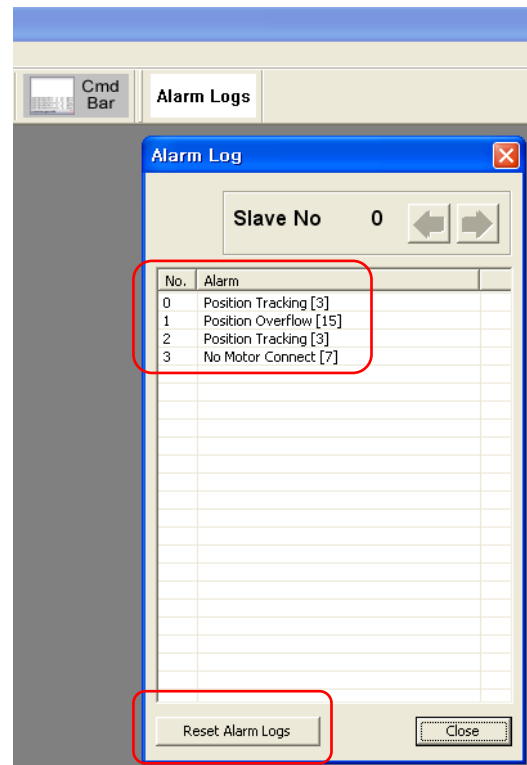 Cmd
Bar
Alarm Logs
Alarm Log
Slave No 0
No. Alarm
0 Position Tracking [3]
1 Position Overflow [15]
2 Position Tracking [3]
3 No Motor Connect [7]
Reset Alarm Logs Close